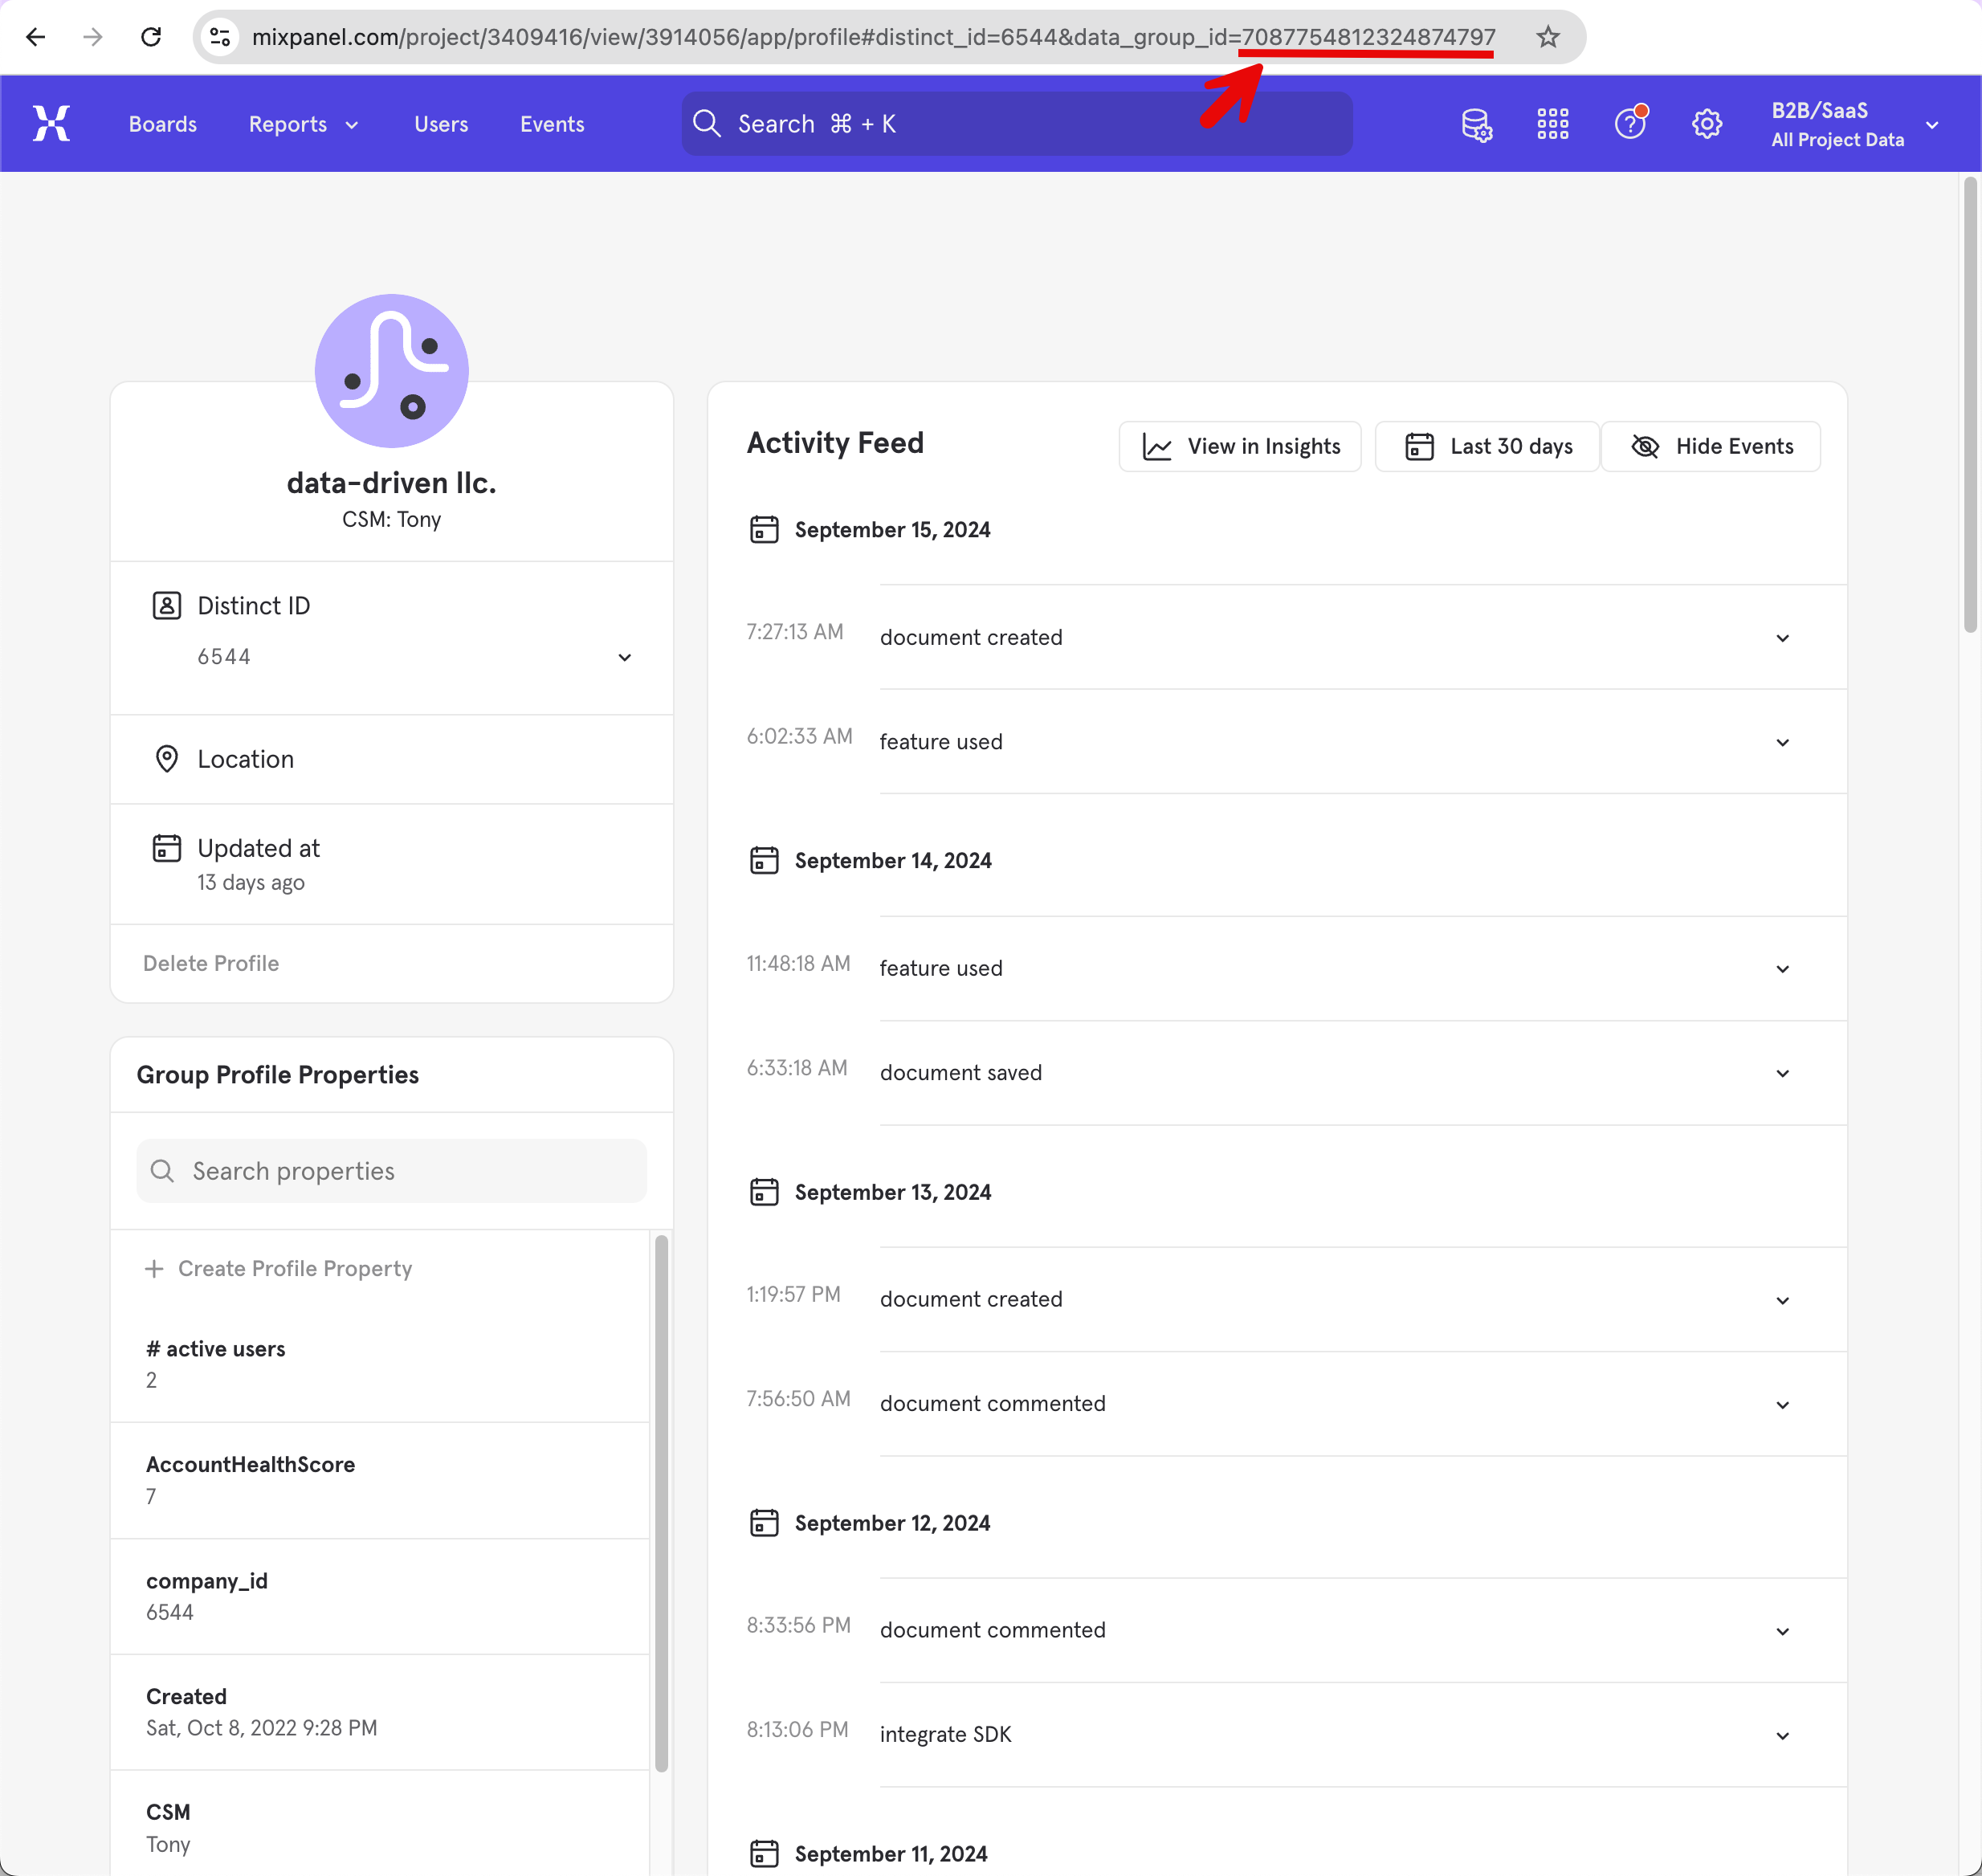 mixpanel.com/project/3409416/view/3914056/app/profile#distinct_id=6544&data_group_id=7087754812324874797
Boards
Reports
Users
Events
Search ⌘ + K
B2B/SaaS
All Project Data
data-driven llc.
CSM: Tony
Distinct ID
6544
Location
Updated at
13 days ago
Delete Profile
Group Profile Properties
Search properties
+ Create Profile Property
# active users
2
AccountHealthScore
7
company_id
6544
Created
Sat, Oct 8, 2022 9:28 PM
CSM
Tony
Activity Feed
View in Insights
Last 30 days
Hide Events
September 15, 2024
7:27:13 AM document created
6:02:33 AM feature used
September 14, 2024
11:48:18 AM feature used
6:33:18 AM document saved
September 13, 2024
1:19:57 PM document created
7:56:50 AM document commented
September 12, 2024
8:33:56 PM document commented
8:13:06 PM integrate SDK
September 11, 2024